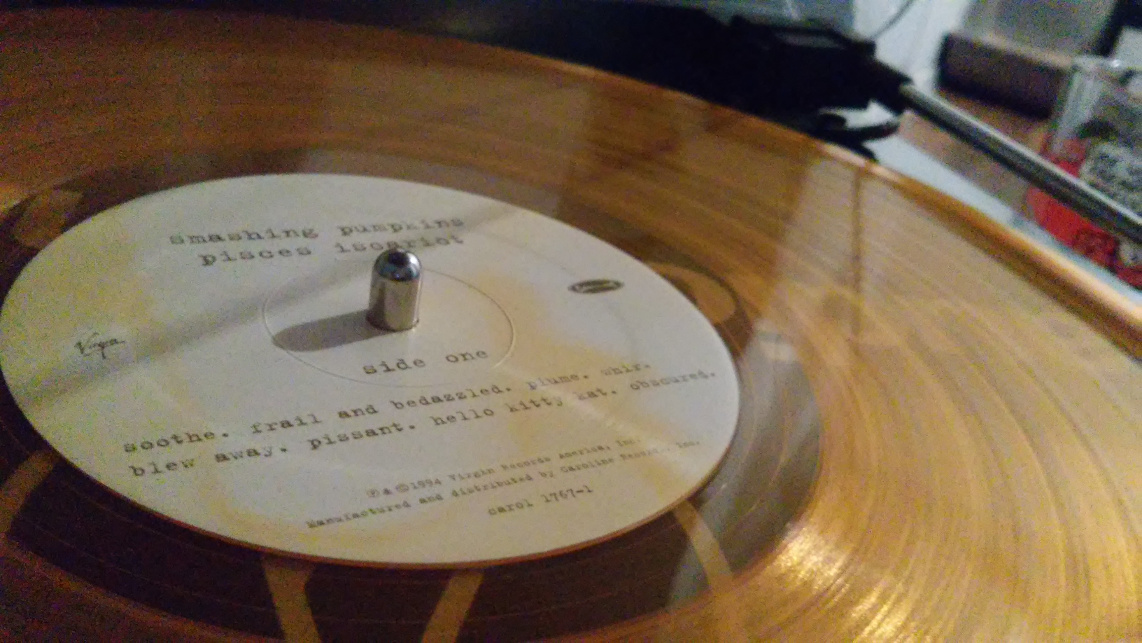 smashing pumpkins
pisces iscariot
Virgin
side one
soothe. frail and bedazzled. plume. whir.
blew away. pissant. hello kitty kat. obscured.
℗ & ©1994 Virgin Records America, Inc.
Manufactured and distributed by Caroline Records, Inc.
carol 1767-1